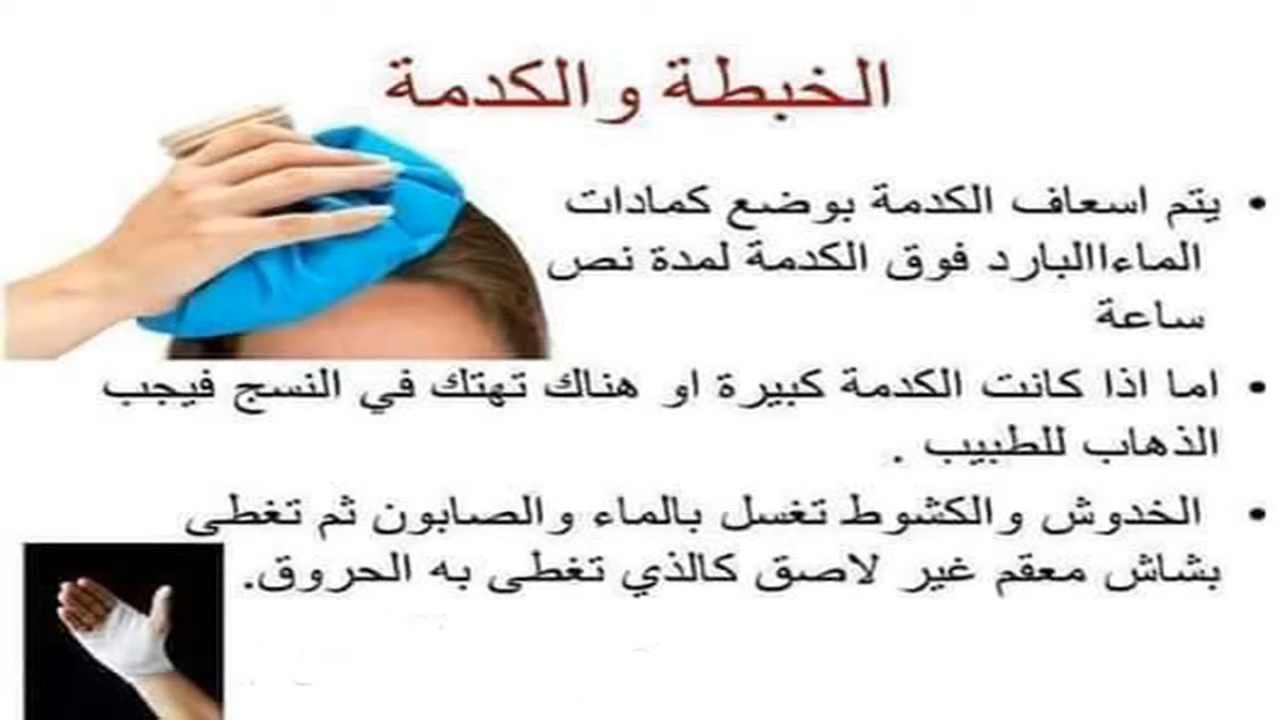 الخبطة والكدمة
• يتم اسعاف الكدمة بوضع كمادات
الماءاالبارد فوق الكدمة لمدة نص
ساعة
• اما اذا كانت الكدمة كبيرة او هناك تهتك في النسج فيجب
الذهاب للطبيب .
• الخدوش والكشوط تغسل بالماء والصابون ثم تغطى
بشاش معقم غير لاصق كالذي تغطى به الحروق.